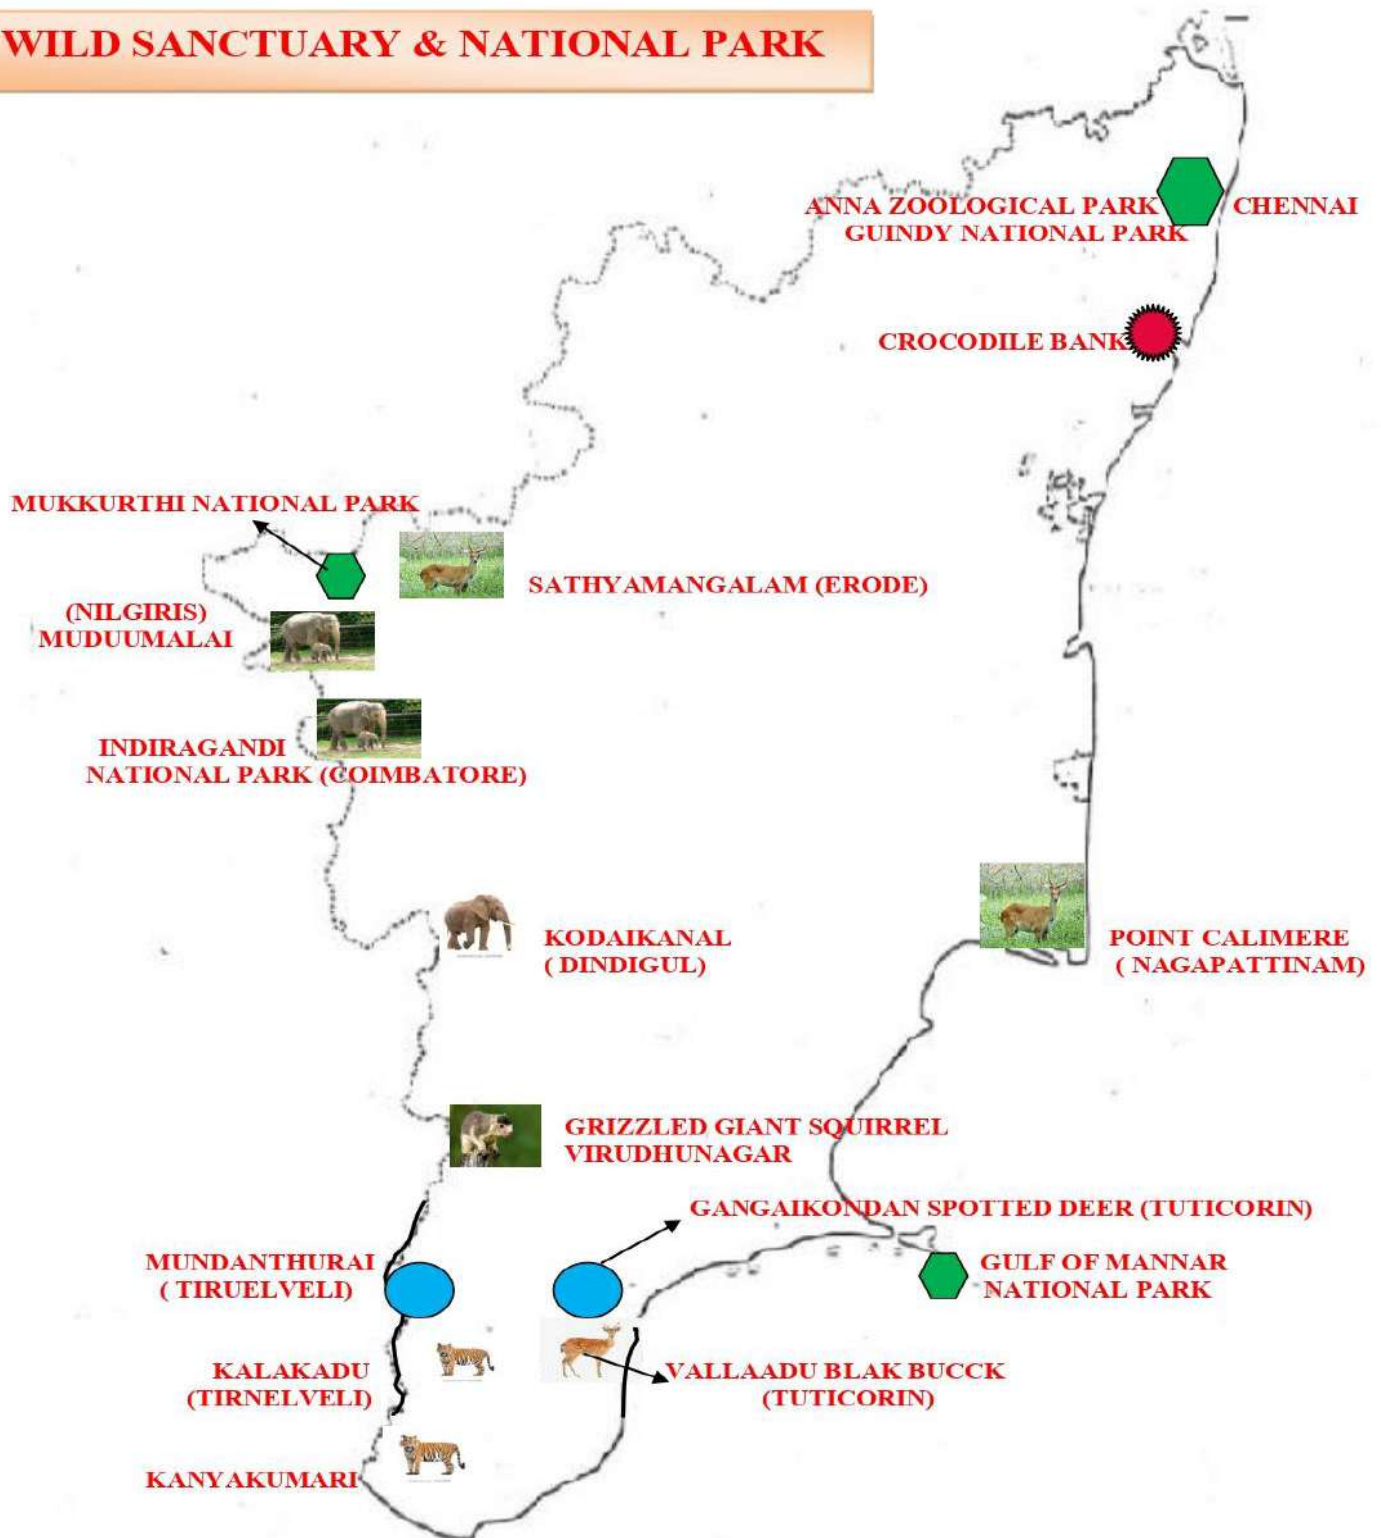 WILD SANCTUARY & NATIONAL PARK
ANNA ZOOLOGICAL PARK
GUINDY NATIONAL PARK
CHENNAI
CROCODILE BANK
MUKKURTHI NATIONAL PARK
SATHYAMANGALAM (ERODE)
(NILGIRIS)
MUDUUMALAI
INDIRAGANDI
NATIONAL PARK (COIMBATORE)
KODAIKANAL
( DINDIGUL)
POINT CALIMERE
( NAGAPATTINAM)
GRIZZLED GIANT SQUIRREL
VIRUDHUNAGAR
GANGAIKONDAN SPOTTED DEER (TUTICORIN)
MUNDANTHURAI
( TIRUELVELI)
GULF OF MANNAR
NATIONAL PARK
KALAKADU
(TIRNELVELI)
VALLAADU BLAK BUCCK
(TUTICORIN)
KANYAKUMARI